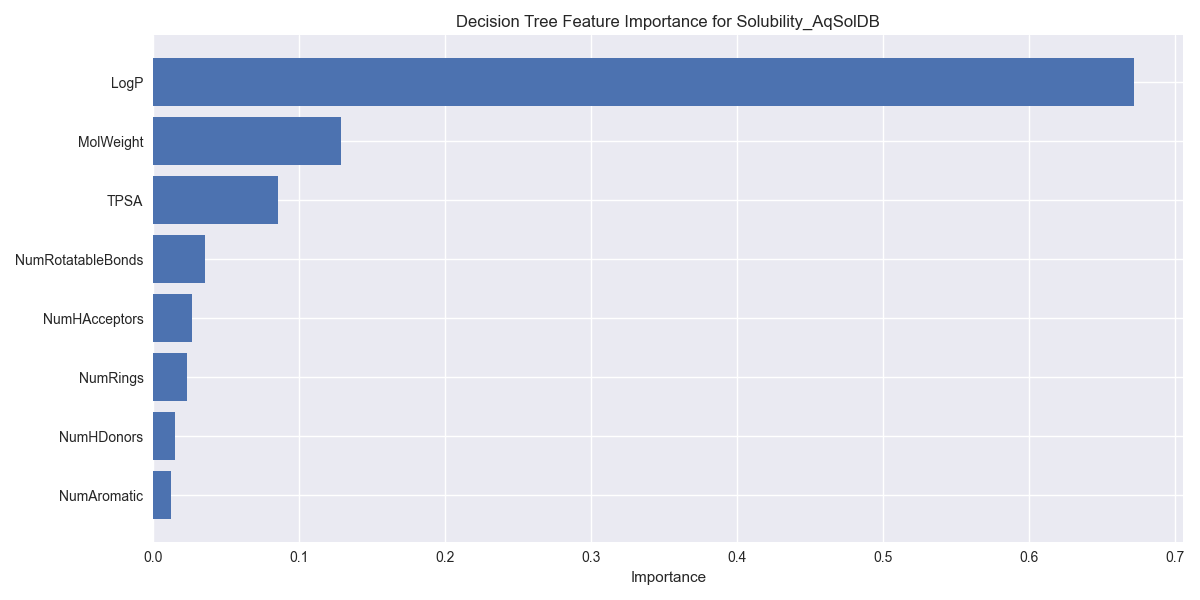 Decision Tree Feature Importance for Solubility_AqSolDB
LogP
MolWeight
TPSA
NumRotatableBonds
NumHAcceptors
NumRings
NumHDonors
NumAromatic
0.0 0.1 0.2 0.3 0.4 0.5 0.6 0.7
Importance